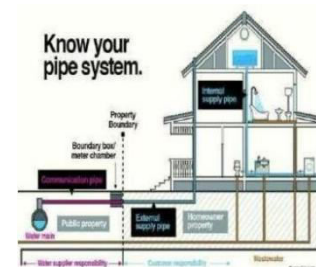 Know your
pipe system.
Property
Boundary
Boundary box/
meter chamber
Communication pipe
Internal
supply pipe
Public property
External
supply pipe
Homeowner
property
Water main
Water supplier responsibility
Customer responsibility
Wastewater